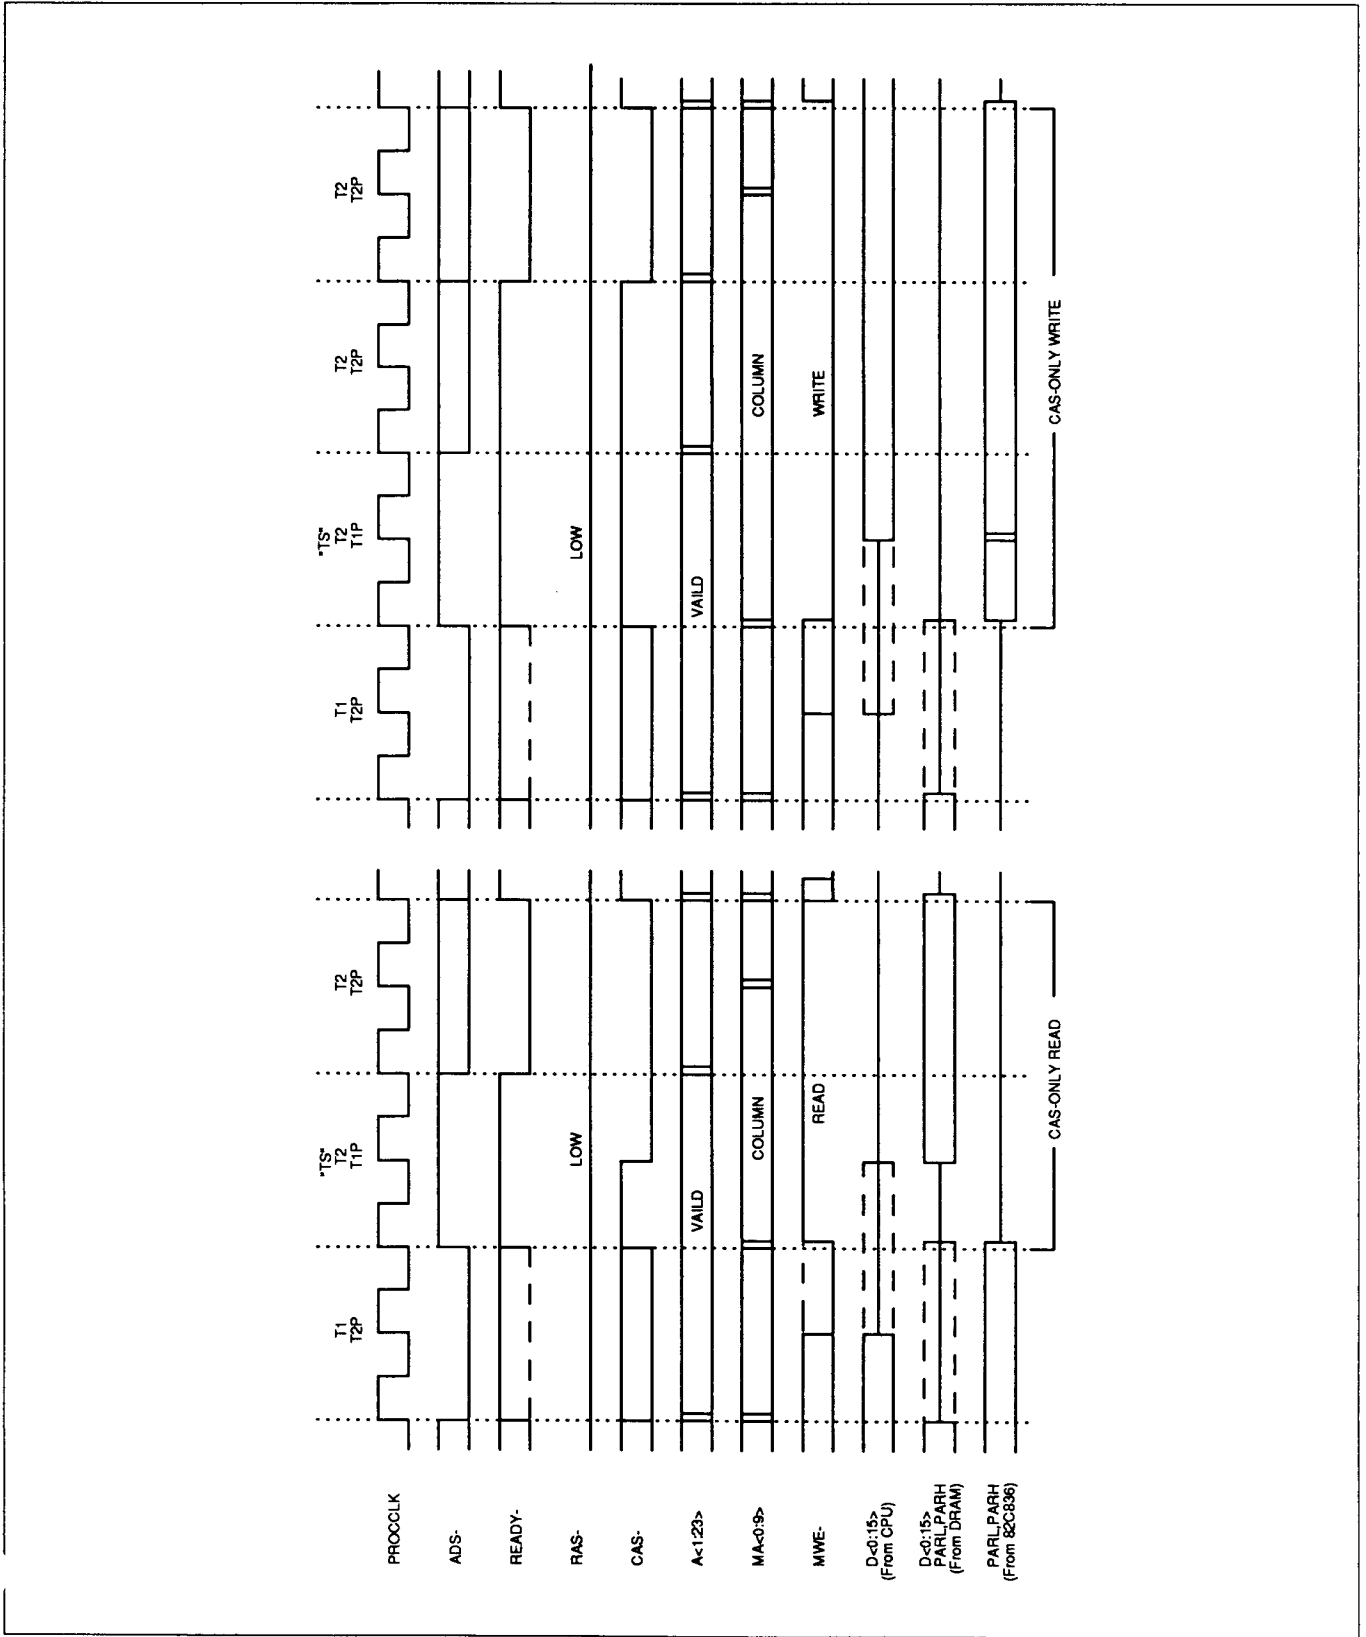 T1
T2P
"TS"
T2
T1P
T2
T2P
T1
T2P
"TS"
T2
T1P
T2
T2P
T2
T2P
PROCCLK
ADS-
READY-
RAS-
LOW
LOW
CAS-
A<1:23>
VAILD
VAILD
MA<0:9>
COLUMN
COLUMN
MWE-
READ
WRITE
D<0:15>
(From CPU)
D<0:15>
PARL,PARH
(From DRAM)
PARL,PARH
(From 82C836)
CAS-ONLY READ
CAS-ONLY WRITE